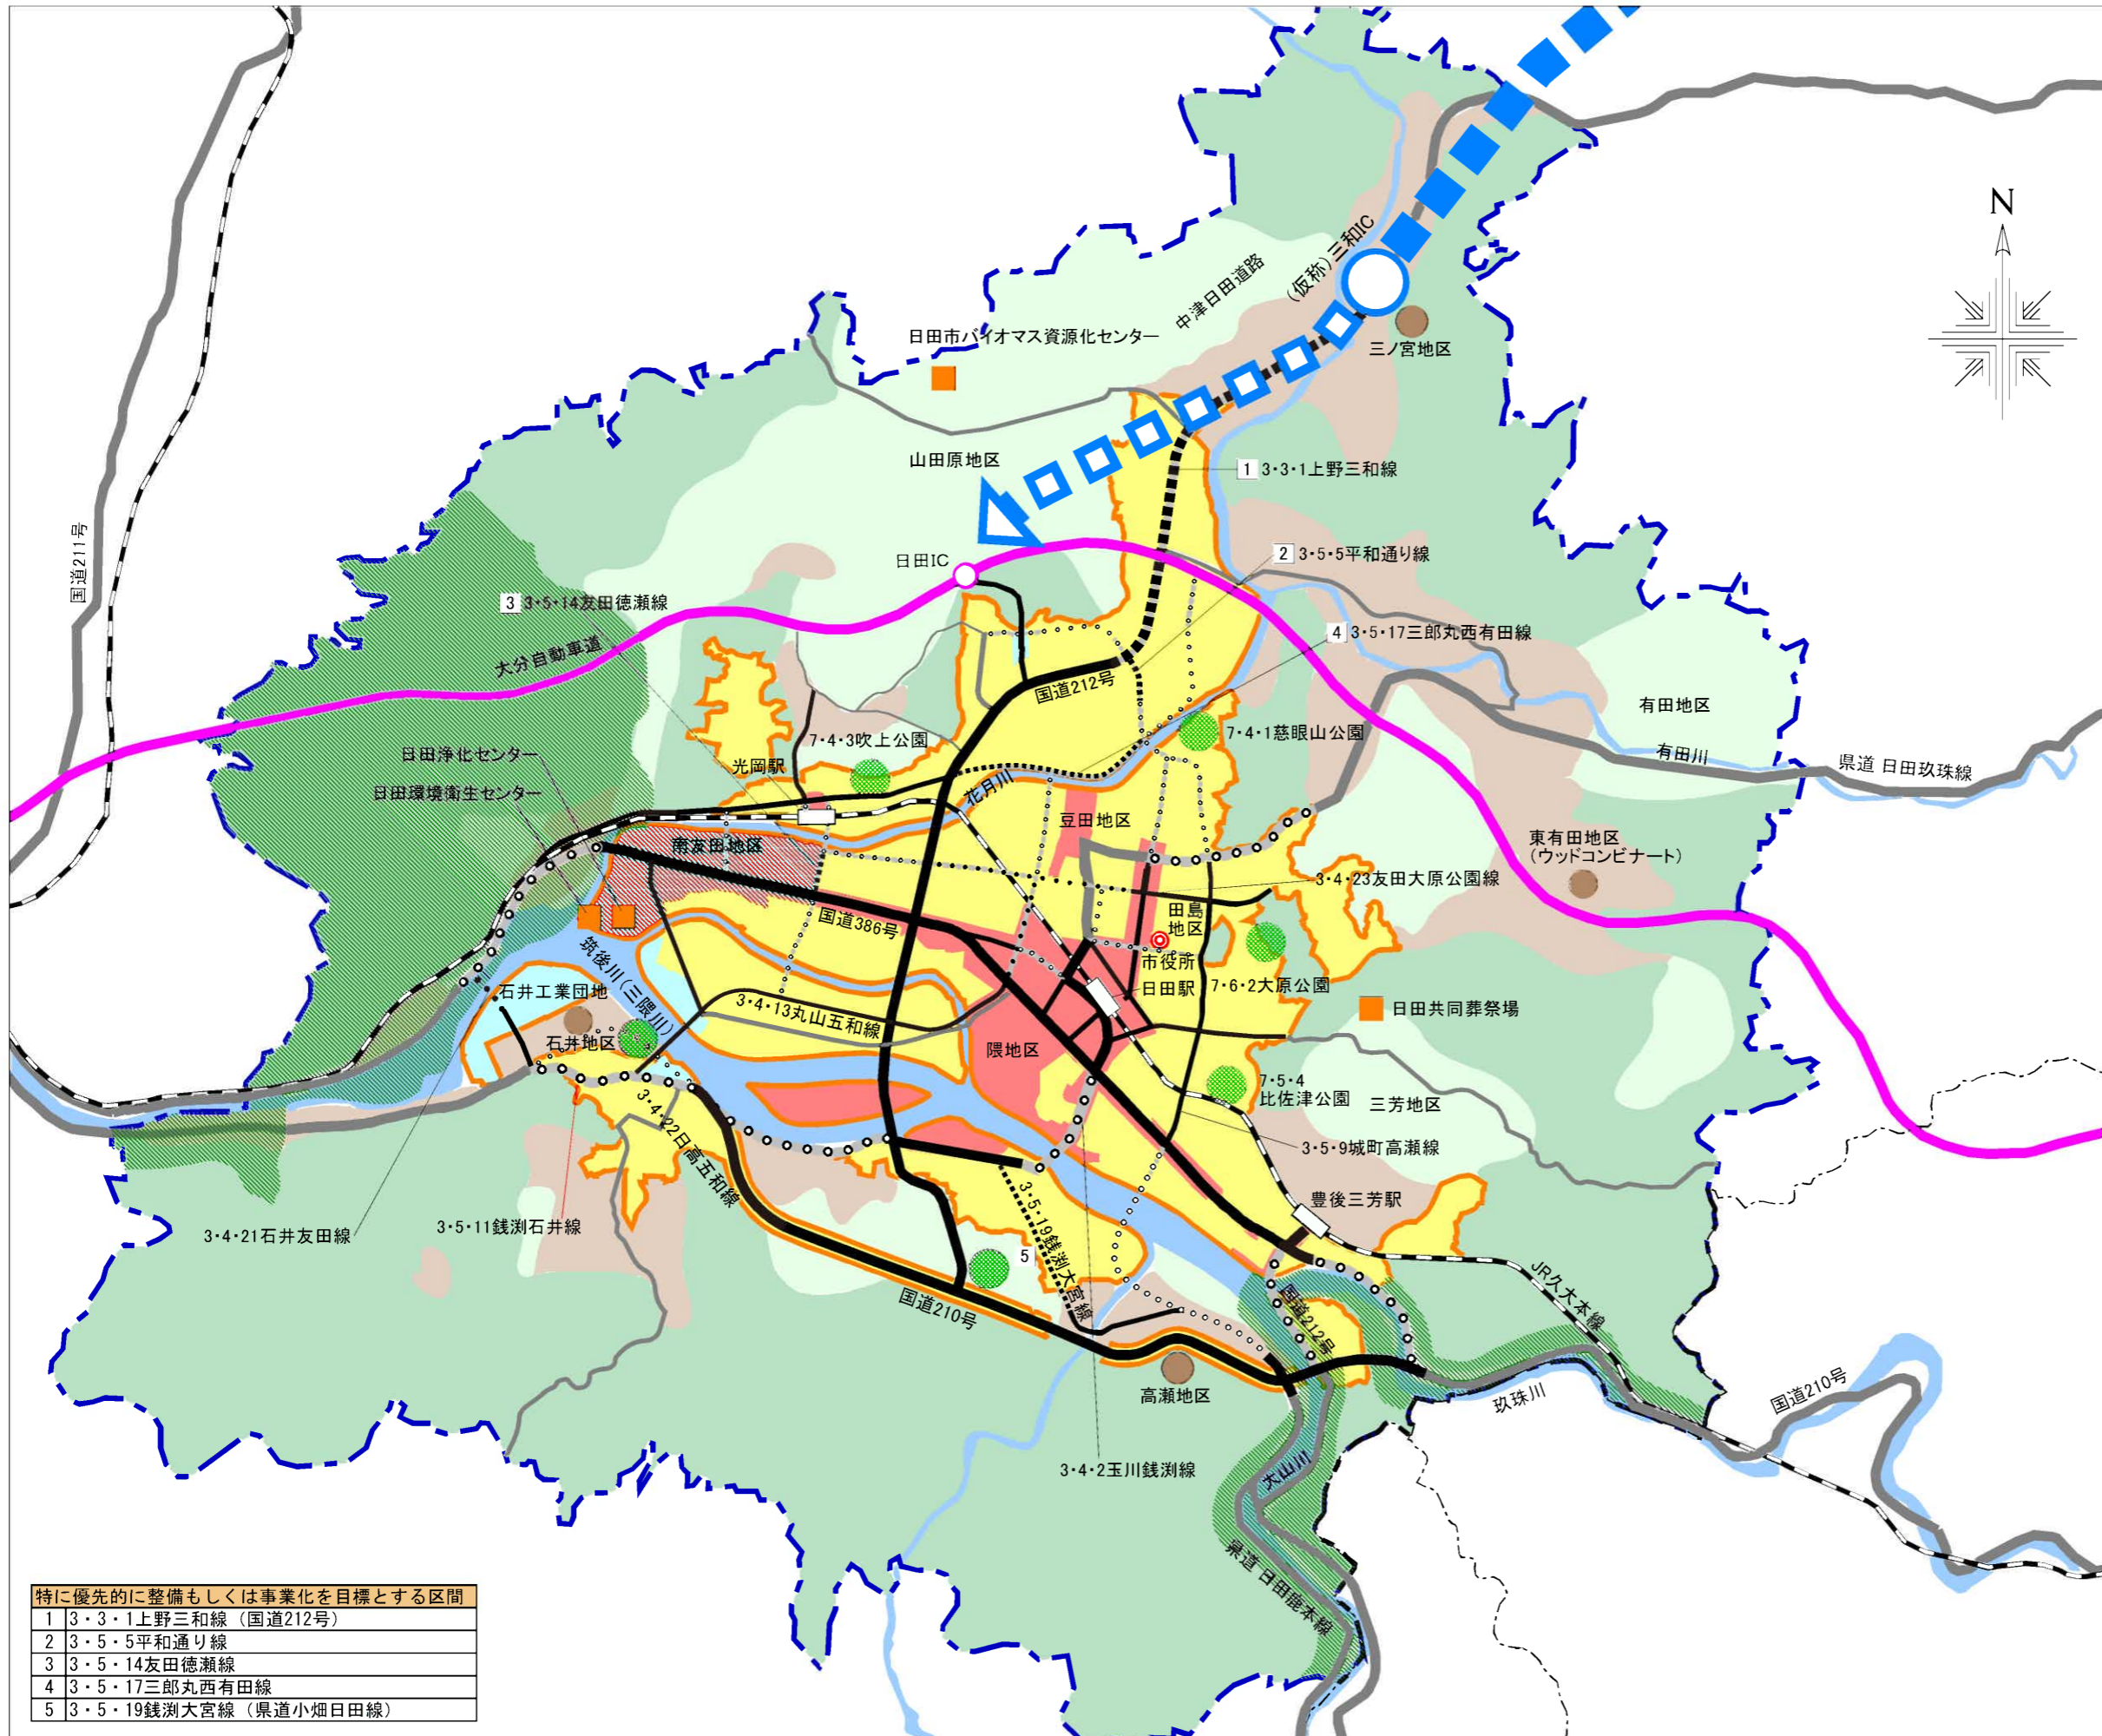 N
(仮称)三和IC
中津日田道路
日田市バイオマス資源化センター
三ノ宮地区
山田原地区
1 3・3・1上野三和線
国道211号
日田IC
2 3・5・5平和通り線
3 3・5・14友田徳瀬線
4 3・5・17三郎丸西有田線
大分自動車道
国道212号
有田地区
7・4・3吹上公園
7・4・1慈眼山公園
有田川
県道 日田玖珠線
日田浄化センター
光岡駅
花月川
日田環境衛生センター
豆田地区
南友田地区
東有田地区
(ウッドコンビナート)
3・4・23友田大原公園線
国道386号
田島
地区
筑後川(三隈川)
市役所
石井工業団地
日田駅
7・6・2大原公園
3・4・13丸山五和線
日田共同葬祭場
石井地区
隈地区
7・5・4
比佐津公園
三芳地区
3・4・22日高五和線
3・5・9城町高瀬線
3・5・19銭渕大宮線
豊後三芳駅
3・4・21石井友田線
3・5・11銭渕石井線
5
JR久大本線
国道210号
国道212号
高瀬地区
玖珠川
国道210号
3・4・2玉川銭渕線
大山川
県道 日田鹿本線
特に優先的に整備もしくは事業化を目標とする区間
1 3・3・1上野三和線 (国道212号)
2 3・5・5平和通り線
3 3・5・14友田徳瀬線
4 3・5・17三郎丸西有田線
5 3・5・19銭渕大宮線 (県道小畑日田線)